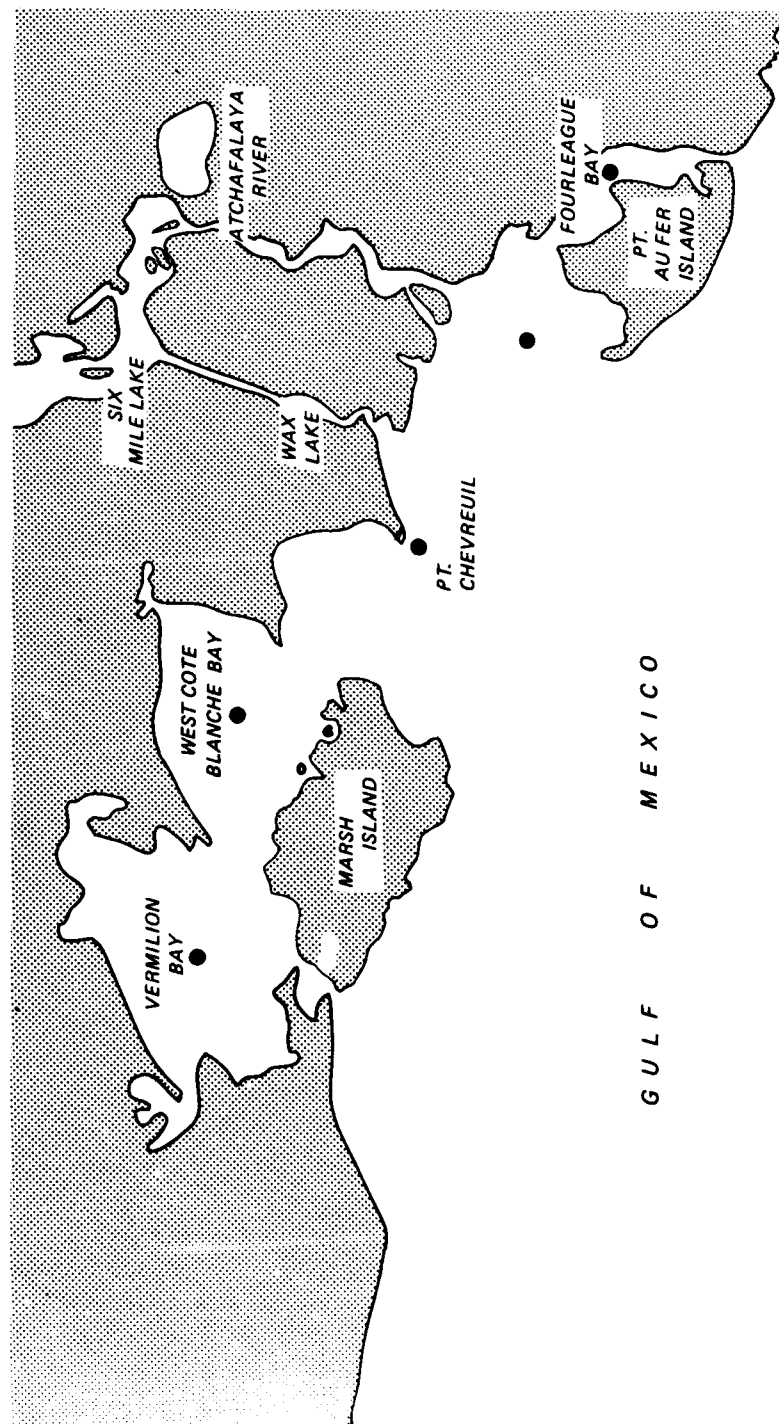 SIX
MILE LAKE
ATCHAFALAYA
RIVER
WAX
LAKE
FOURLEAGUE
BAY
PT.
AU FER
ISLAND
WEST COTE
BLANCHE BAY
PT.
CHEVREUIL
VERMILION
BAY
MARSH
ISLAND
GULF OF MEXICO